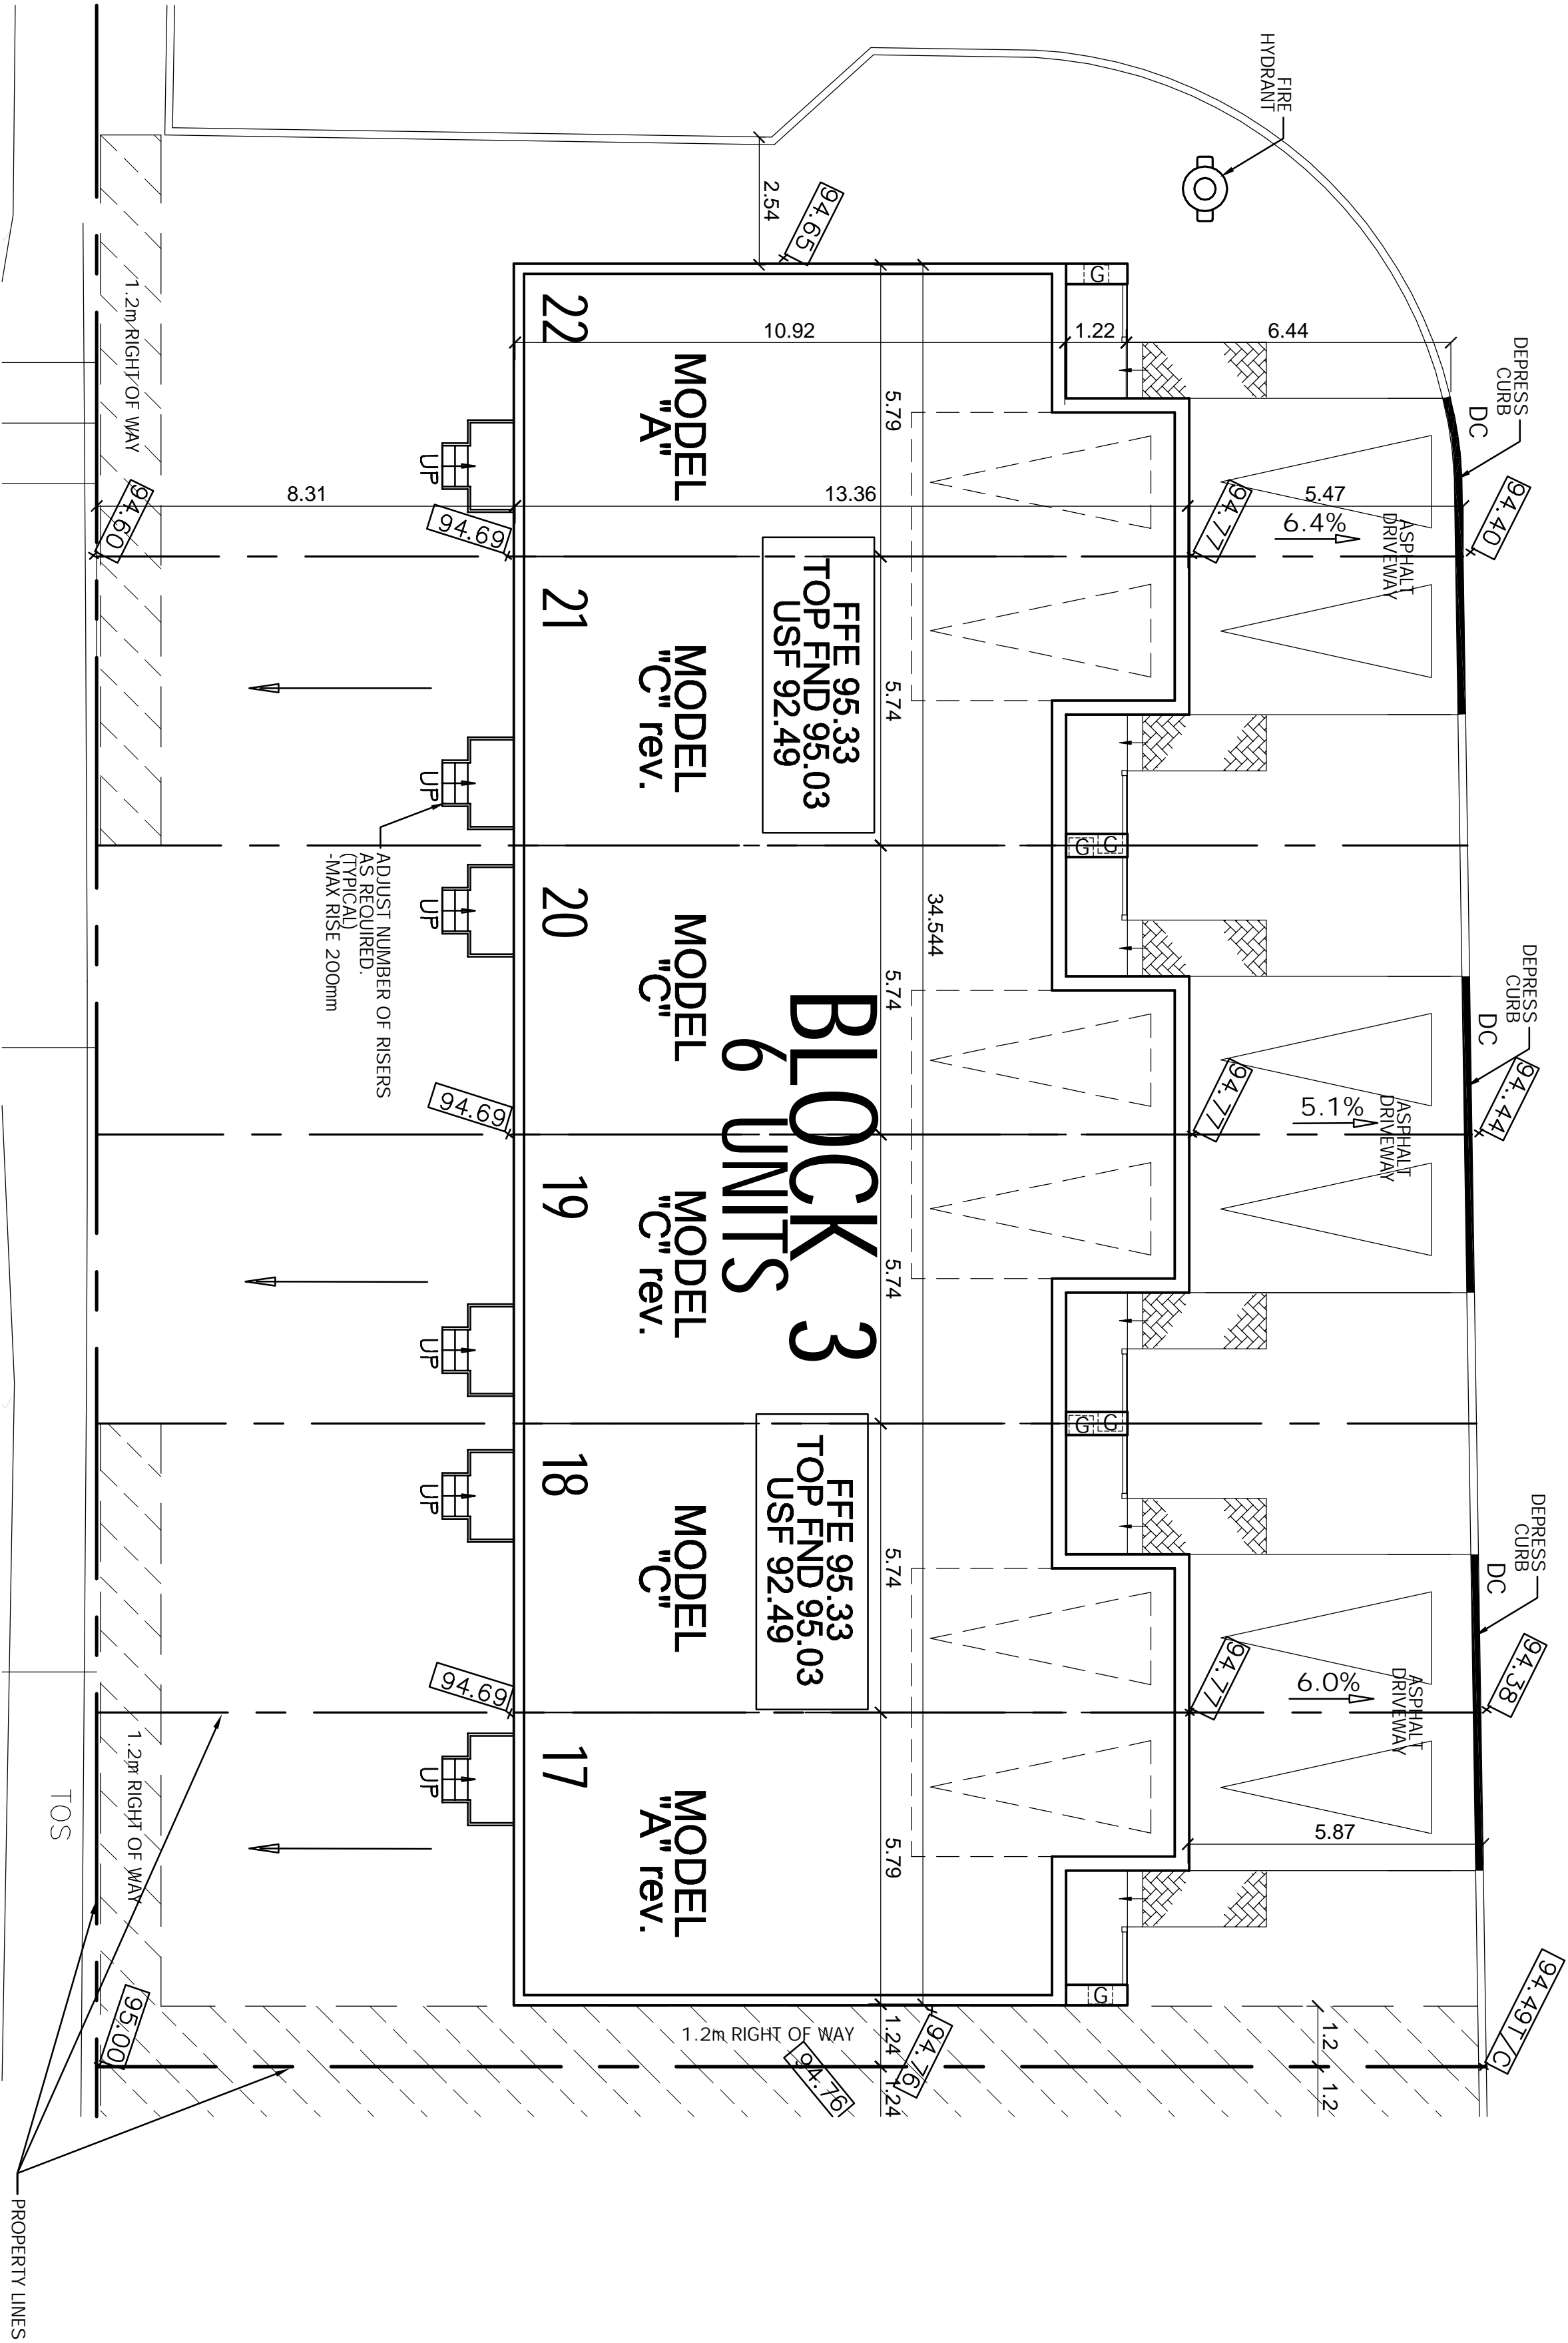 FIRE
HYDRANT
DEPRESS
CURB
DC
94.40
ASPHALT
DRIVEWAY
6.4%
5.47
6.44
94.77
G
1.22
10.92
2.54
94.65
22
MODEL
"A"
5.79
13.36
8.31
UP
94.69
94.60
1.2m RIGHT OF WAY
21
MODEL
"C" rev.
FFE 95.33
TOP FND 95.03
USF 92.49
5.74
UP
ADJUST NUMBER OF RISERS
AS REQUIRED.
(TYPICAL)
-MAX RISE 200mm
G
G
34.544
DEPRESS
CURB
DC
94.44
ASPHALT
DRIVEWAY
5.1%
94.77
20
MODEL
"C"
5.74
UP
94.69
BLOCK 3
6 UNITS
19
MODEL
"C" rev.
5.74
UP
G
G
DEPRESS
CURB
DC
94.38
ASPHALT
DRIVEWAY
6.0%
94.77
5.87
18
MODEL
"C"
FFE 95.33
TOP FND 95.03
USF 92.49
5.74
UP
94.69
17
MODEL
"A" rev.
5.79
UP
G
94.49T/C
1.2
1.2
1.24
1.24
94.76
94.76
1.2m RIGHT OF WAY
1.2m RIGHT OF WAY
95.00
TOS
PROPERTY LINES